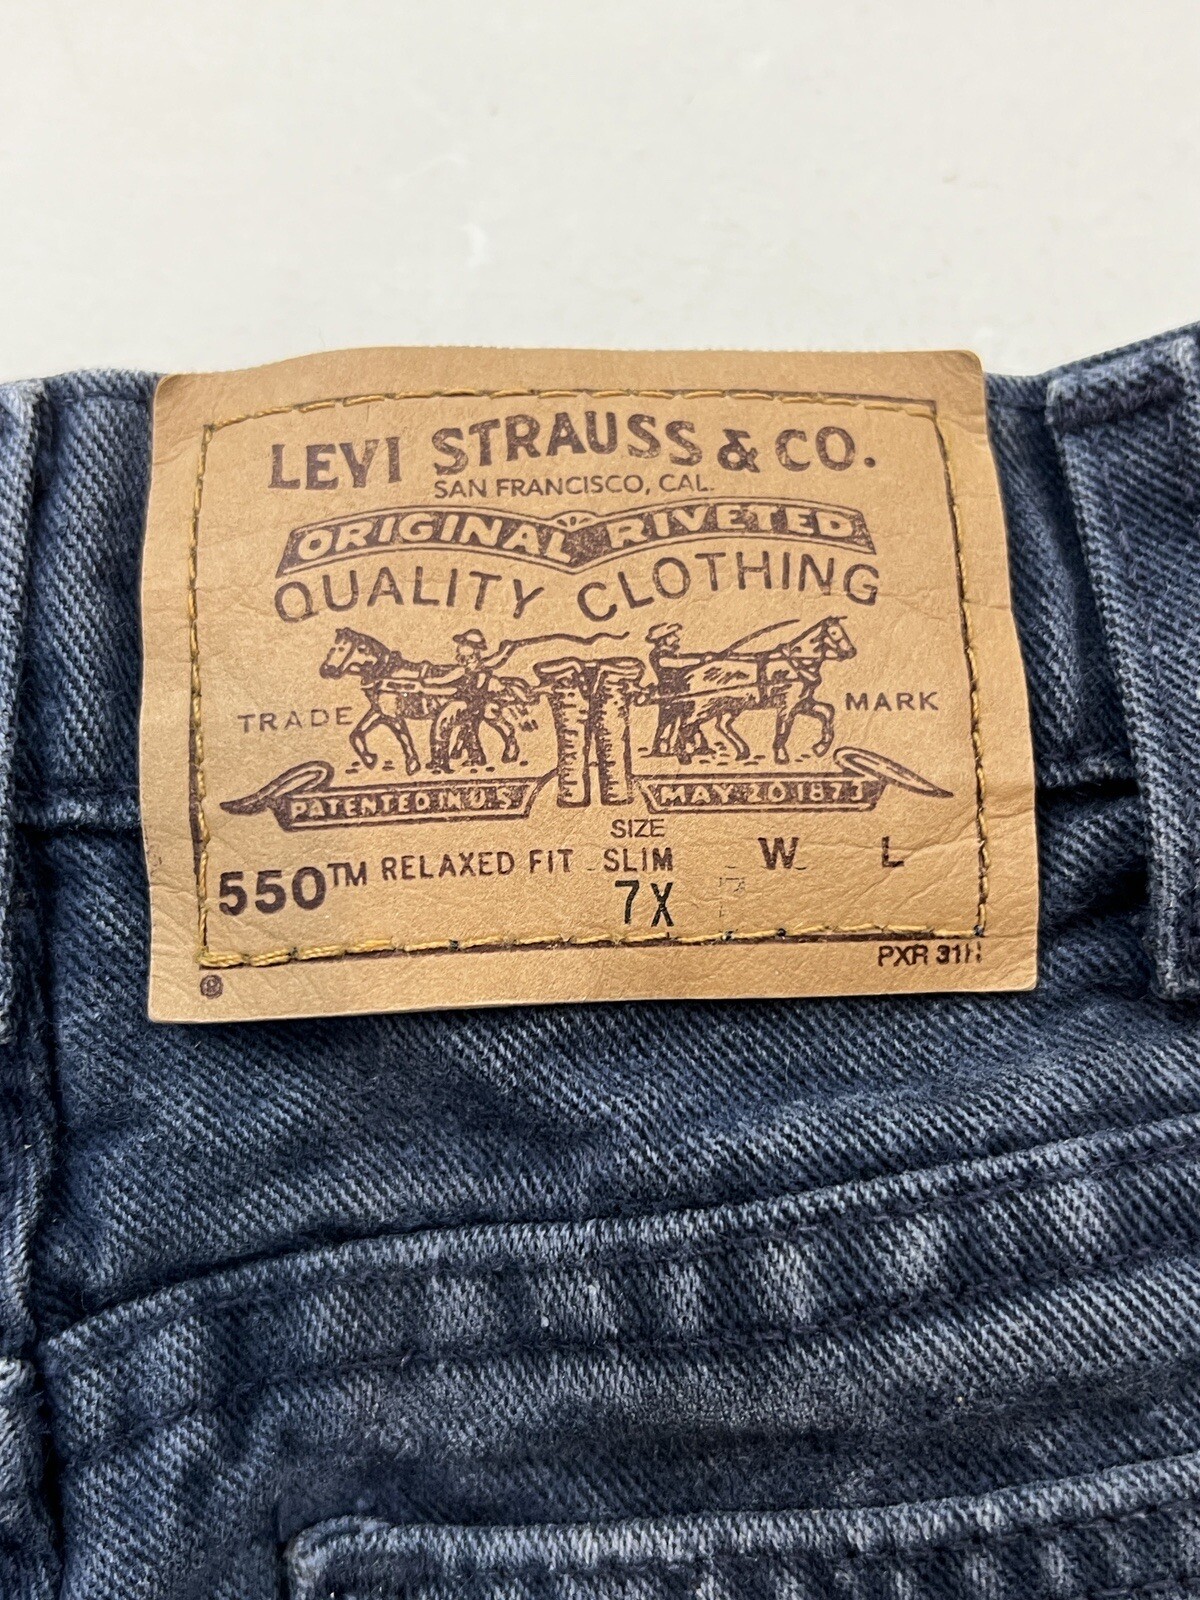 LEVI STRAUSS & CO.
SAN FRANCISCO, CAL.
ORIGINAL RIVETED
QUALITY CLOTHING
TRADE MARK
PATENTED IN U.S. MAY 20 1873
SIZE
550™ RELAXED FIT SLIM W L
7X
PXR 31H
®